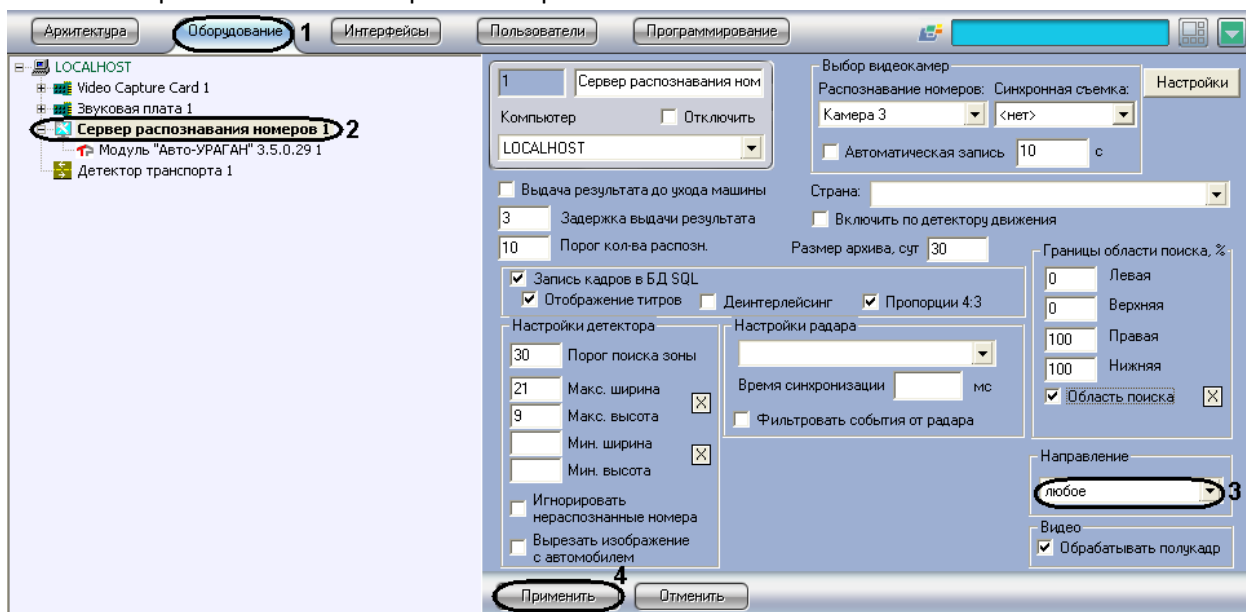 Архитектура Оборудование 1 Интерфейсы Пользователи Программирование
LOCALHOST
Video Capture Card 1
Звуковая плата 1
Сервер распознавания номеров 1 2
Модуль "Авто-УРАГАН" 3.5.0.29 1
Детектор транспорта 1
1 Сервер распознавания ном
Компьютер Отключить
LOCALHOST
Выбор видеокамер
Распознавание номеров: Синхронная съемка:
Камера 3 <нет>
Автоматическая запись 10 с
Настройки
Выдача результата до ухода машины
3 Задержка выдачи результата
10 Порог кол-ва распозн.
Страна:
Включить по детектору движения
Размер архива, сут 30
Запись кадров в БД SQL
Отображение титров Деинтерлейсинг Пропорции 4:3
Границы области поиска, %
0 Левая
0 Верхняя
100 Правая
100 Нижняя
Область поиска X
Настройки детектора
30 Порог поиска зоны
21 Макс. ширина
9 Макс. высота
X
Мин. ширина
Мин. высота
X
Игнорировать
нераспознанные номера
Вырезать изображение
с автомобилем
Настройки радара
Время синхронизации мс
Фильтровать события от радара
Направление
любое 3
Видео
Обрабатывать полукадр
4
Применить Отменить